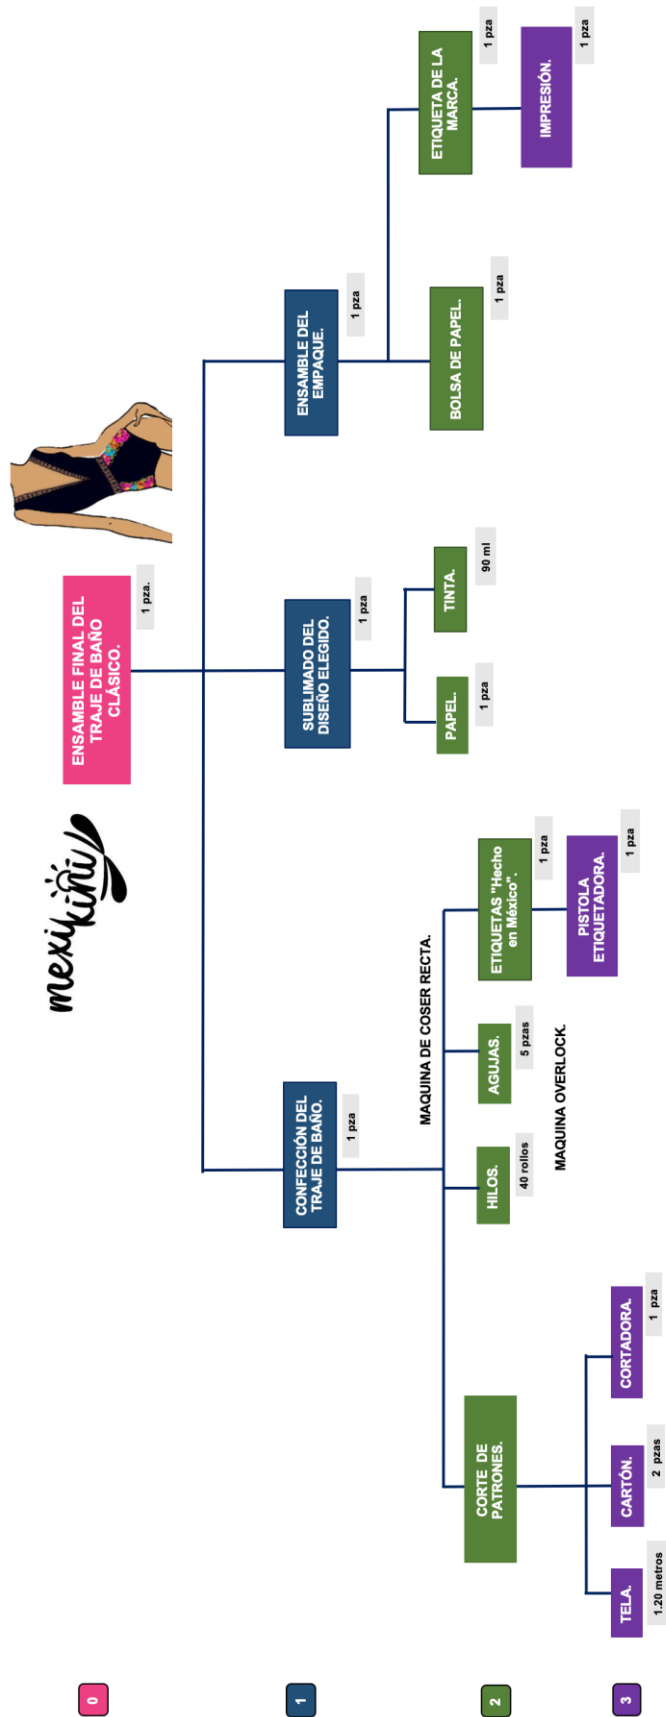 mexi
kini
0
ENSAMBLE FINAL DEL
TRAJE DE BAÑO
CLÁSICO.
1 pza.
1
CONFECCIÓN DEL
TRAJE DE BAÑO.
1 pza
SUBLIMADO DEL
DISEÑO ELEGIDO.
1 pza
ENSAMBLE DEL
EMPAQUE.
1 pza
MAQUINA DE COSER RECTA.
2
CORTE DE
PATRONES.
HILOS.
40 rollos
AGUJAS.
5 pzas
ETIQUETAS "Hecho
en México".
1 pza
PAPEL.
1 pza
TINTA.
90 ml
BOLSA DE PAPEL.
1 pza
ETIQUETA DE LA
MARCA.
1 pza
MAQUINA OVERLOCK.
3
TELA.
1.20 metros
CARTÓN.
2 pzas
CORTADORA.
1 pza
PISTOLA
ETIQUETADORA.
1 pza
IMPRESIÓN.
1 pza